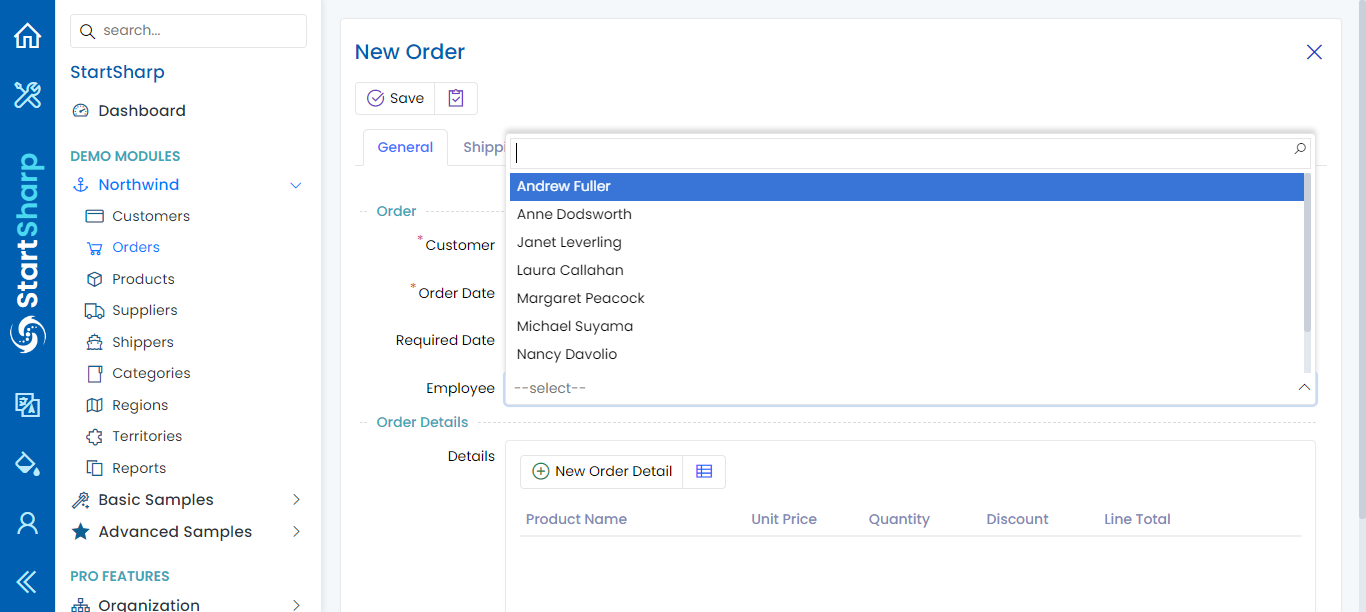 search...
StartSharp
StartSharp
Dashboard
DEMO MODULES
Northwind
Customers
Orders
Products
Suppliers
Shippers
Categories
Regions
Territories
Reports
Basic Samples
Advanced Samples
PRO FEATURES
Organization
New Order
Save
General
Shippi
Order
*Customer
*Order Date
Required Date
Employee
Andrew Fuller
Anne Dodsworth
Janet Leverling
Laura Callahan
Margaret Peacock
Michael Suyama
Nancy Davolio
--select--
Order Details
Details
New Order Detail
Product Name Unit Price Quantity Discount Line Total